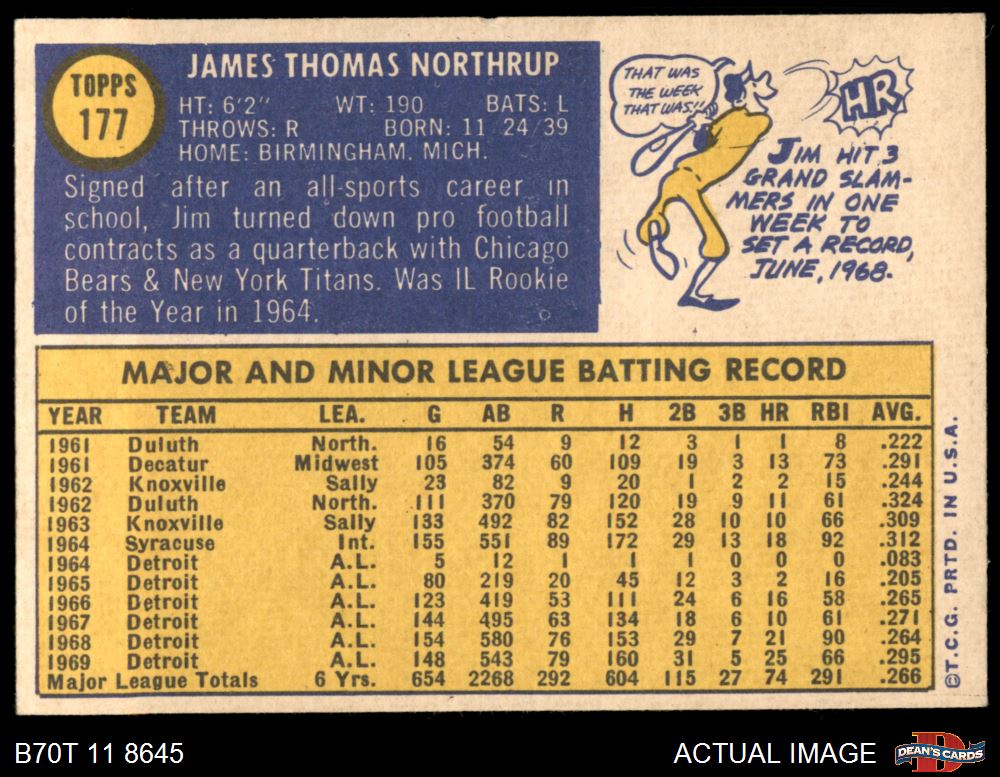 TOPPS
177
JAMES THOMAS NORTHRUP
HT: 6'2" WT: 190 BATS: L
THROWS: R BORN: 11 24/39
HOME: BIRMINGHAM. MICH.
Signed after an all-sports career in
school, Jim turned down pro football
contracts as a quarterback with Chicago
Bears & New York Titans. Was IL Rookie
of the Year in 1964.
THAT WAS
THE WEEK
THAT WAS!!
HR
JIM HIT 3
GRAND SLAM-
MERS IN ONE
WEEK TO
SET A RECORD,
JUNE, 1968.
MAJOR AND MINOR LEAGUE BATTING RECORD
YEAR TEAM LEA. G AB R H 2B 3B HR RBI AVG.
1961 Duluth North. 16 54 9 12 3 1 1 8 .222
1961 Decatur Midwest 105 374 60 109 19 3 13 73 .291
1962 Knoxville Sally 23 82 9 20 1 2 2 15 .244
1962 Duluth North. 111 370 79 120 19 9 11 61 .324
1963 Knoxville Sally 133 492 82 152 28 10 10 66 .309
1964 Syracuse Int. 155 551 89 172 29 13 18 92 .312
1964 Detroit A.L. 5 12 1 1 1 0 0 0 .083
1965 Detroit A.L. 80 219 20 45 12 3 2 16 .205
1966 Detroit A.L. 123 419 53 111 24 6 16 58 .265
1967 Detroit A.L. 144 495 63 134 18 6 10 61 .271
1968 Detroit A.L. 154 580 76 153 29 7 21 90 .264
1969 Detroit A.L. 148 543 79 160 31 5 25 66 .295
Major League Totals 6 Yrs. 654 2268 292 604 115 27 74 291 .266
©T.C.G. PRTD. IN U.S.A.
B70T 11 8645
ACTUAL IMAGE
DEAN'S CARDS